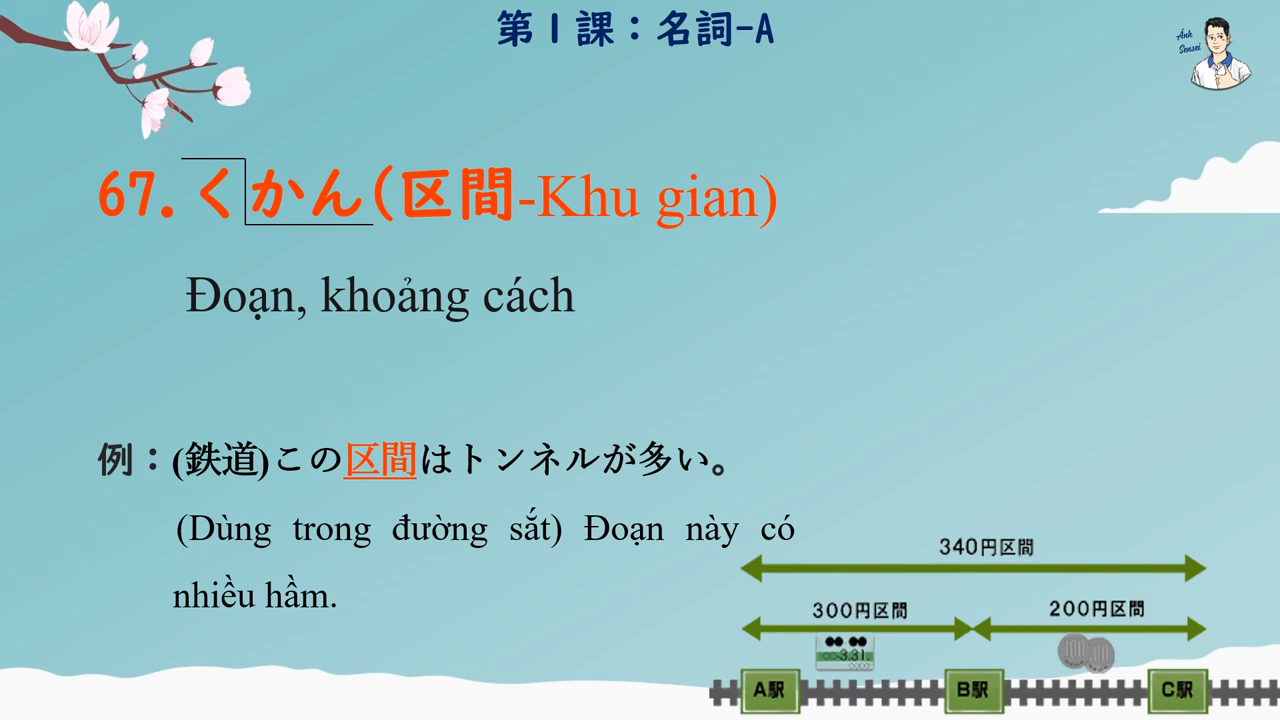 第1課：名詞-A
Anh
Sensei
67. くかん(区間-Khu gian)
Đoạn, khoảng cách
例：(鉄道)この区間はトンネルが多い。
(Dùng trong đường sắt) Đoạn này có
nhiều hầm.
340円区間
300円区間
200円区間
3.31
A駅
B駅
C駅